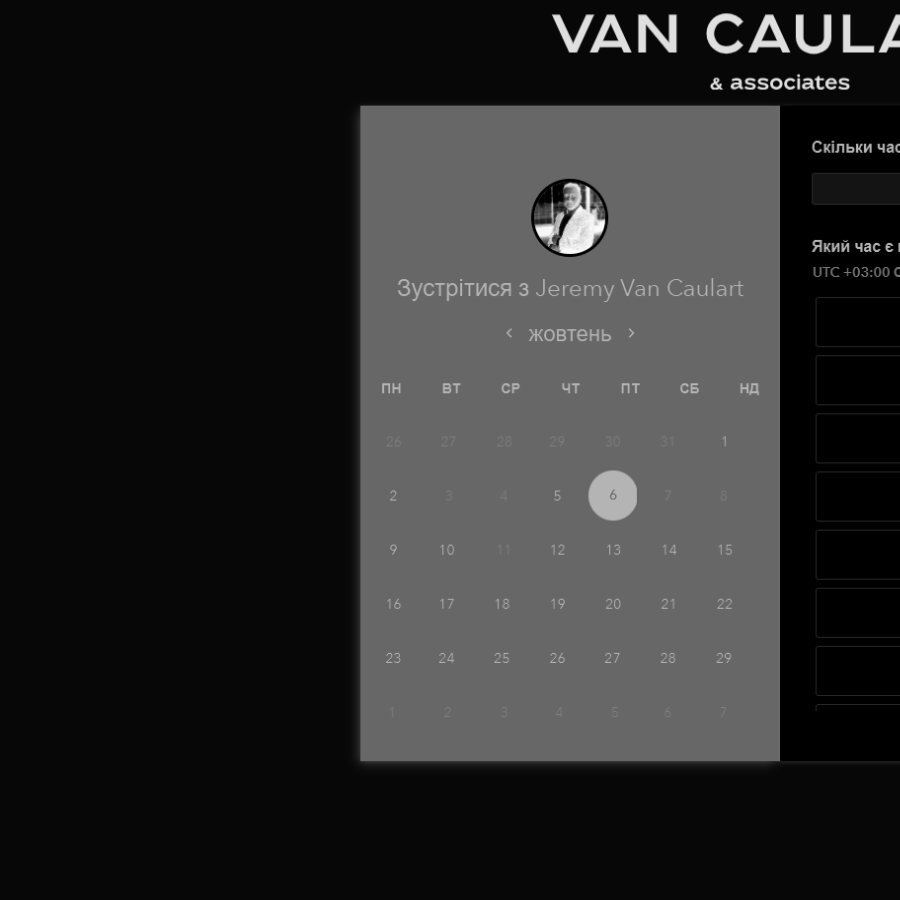 VAN CAULA
& associates
Зустрітися з Jeremy Van Caulart
жовтень
ПН ВТ СР ЧТ ПТ СБ НД
26 27 28 29 30 31 1
2 3 4 5 6 7 8
9 10 11 12 13 14 15
16 17 18 19 20 21 22
23 24 25 26 27 28 29
1 2 3 4 5 6 7
Скільки час
Який час є
UTC +03:00